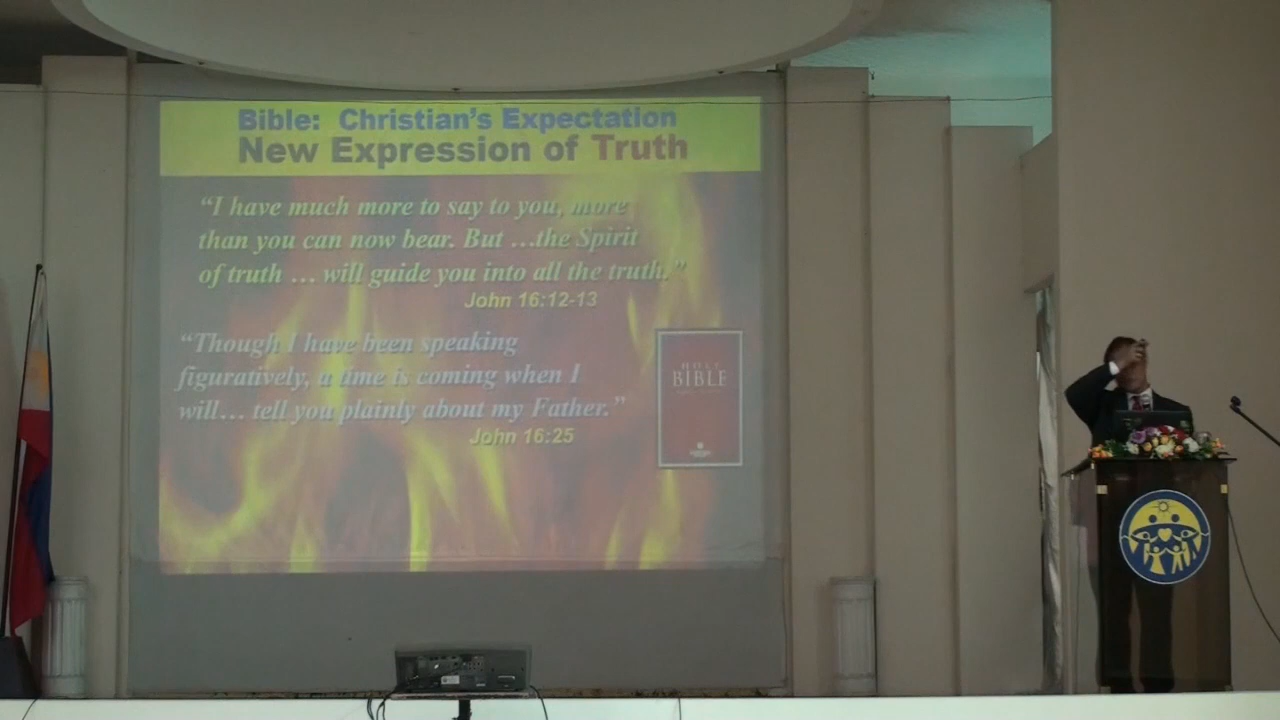 Bible: Christian's Expectation
New Expression of Truth
“I have much more to say to you, more
than you can now bear. But ...the Spirit
of truth ... will guide you into all the truth.”
John 16:12-13
“Though I have been speaking
figuratively, a time is coming when I
will... tell you plainly about my Father.”
John 16:25
HOLY
BIBLE